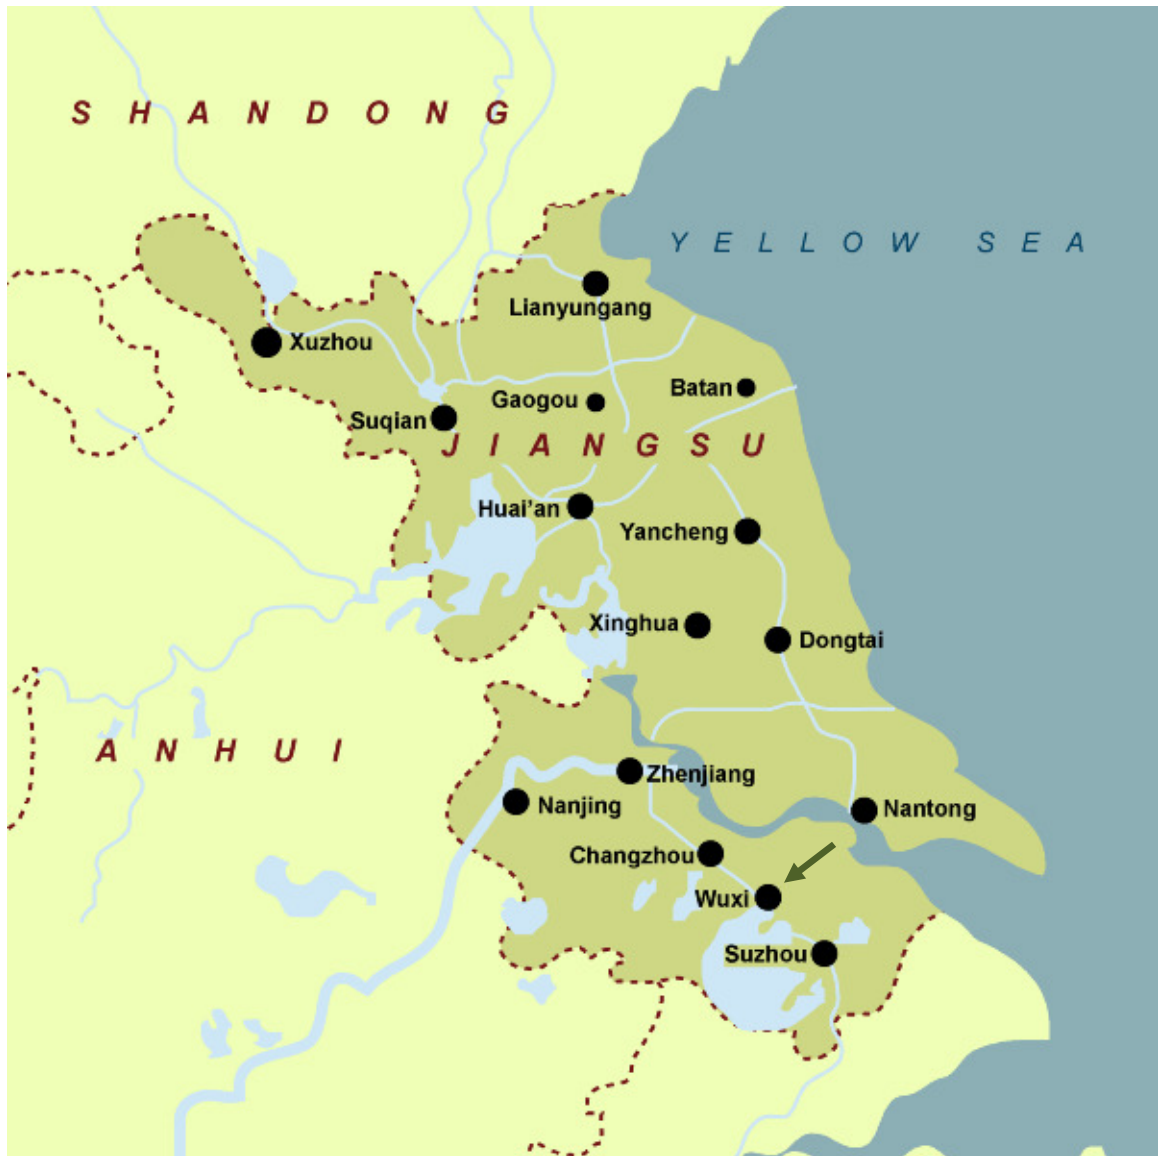 SHANDONG
YELLOW SEA
Lianyungang
Xuzhou
Batan
Gaogou
Suqian
JIANGSU
Huai’an
Yancheng
Xinghua
Dongtai
ANHUI
Zhenjiang
Nanjing
Nantong
Changzhou
Wuxi
Suzhou